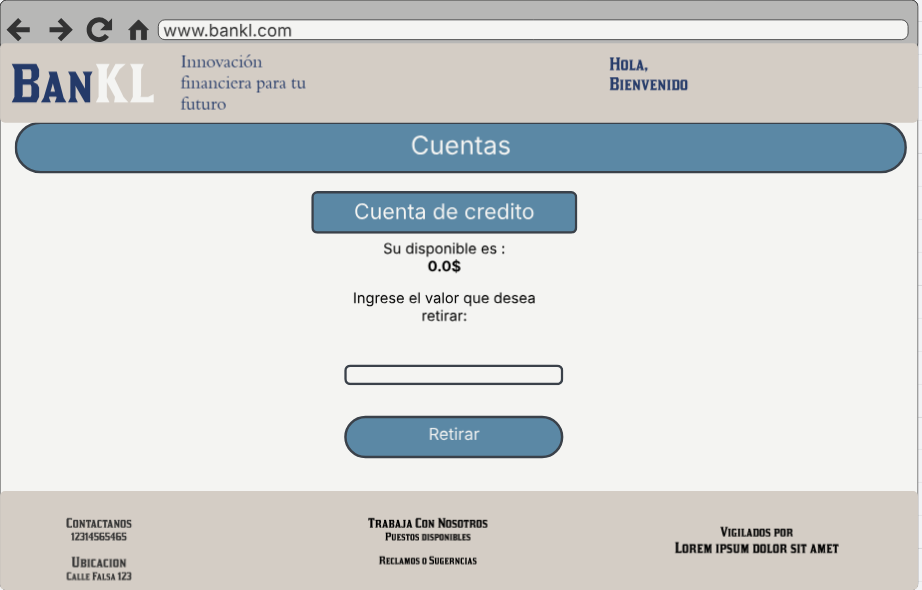 www.bankl.com
BanKL
Innovación
financiera para tu
futuro
Hola,
Bienvenido
Cuentas
Cuenta de credito
Su disponible es :
0.0$
Ingrese el valor que desea
retirar:
Retirar
Contactanos
12314565465
Ubicacion
Calle Falsa 123
Trabaja Con Nosotros
Puestos disponibles
Reclamos o Sugerncias
Vigilados por
Lorem ipsum dolor sit amet